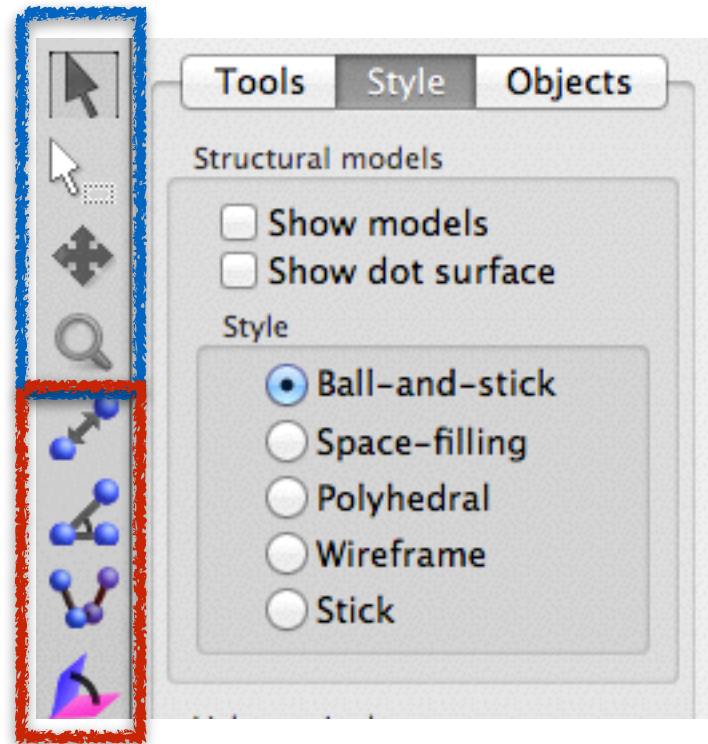 Tools Style Objects
Structural models
Show models
Show dot surface
Style
Ball-and-stick
Space-filling
Polyhedral
Wireframe
Stick